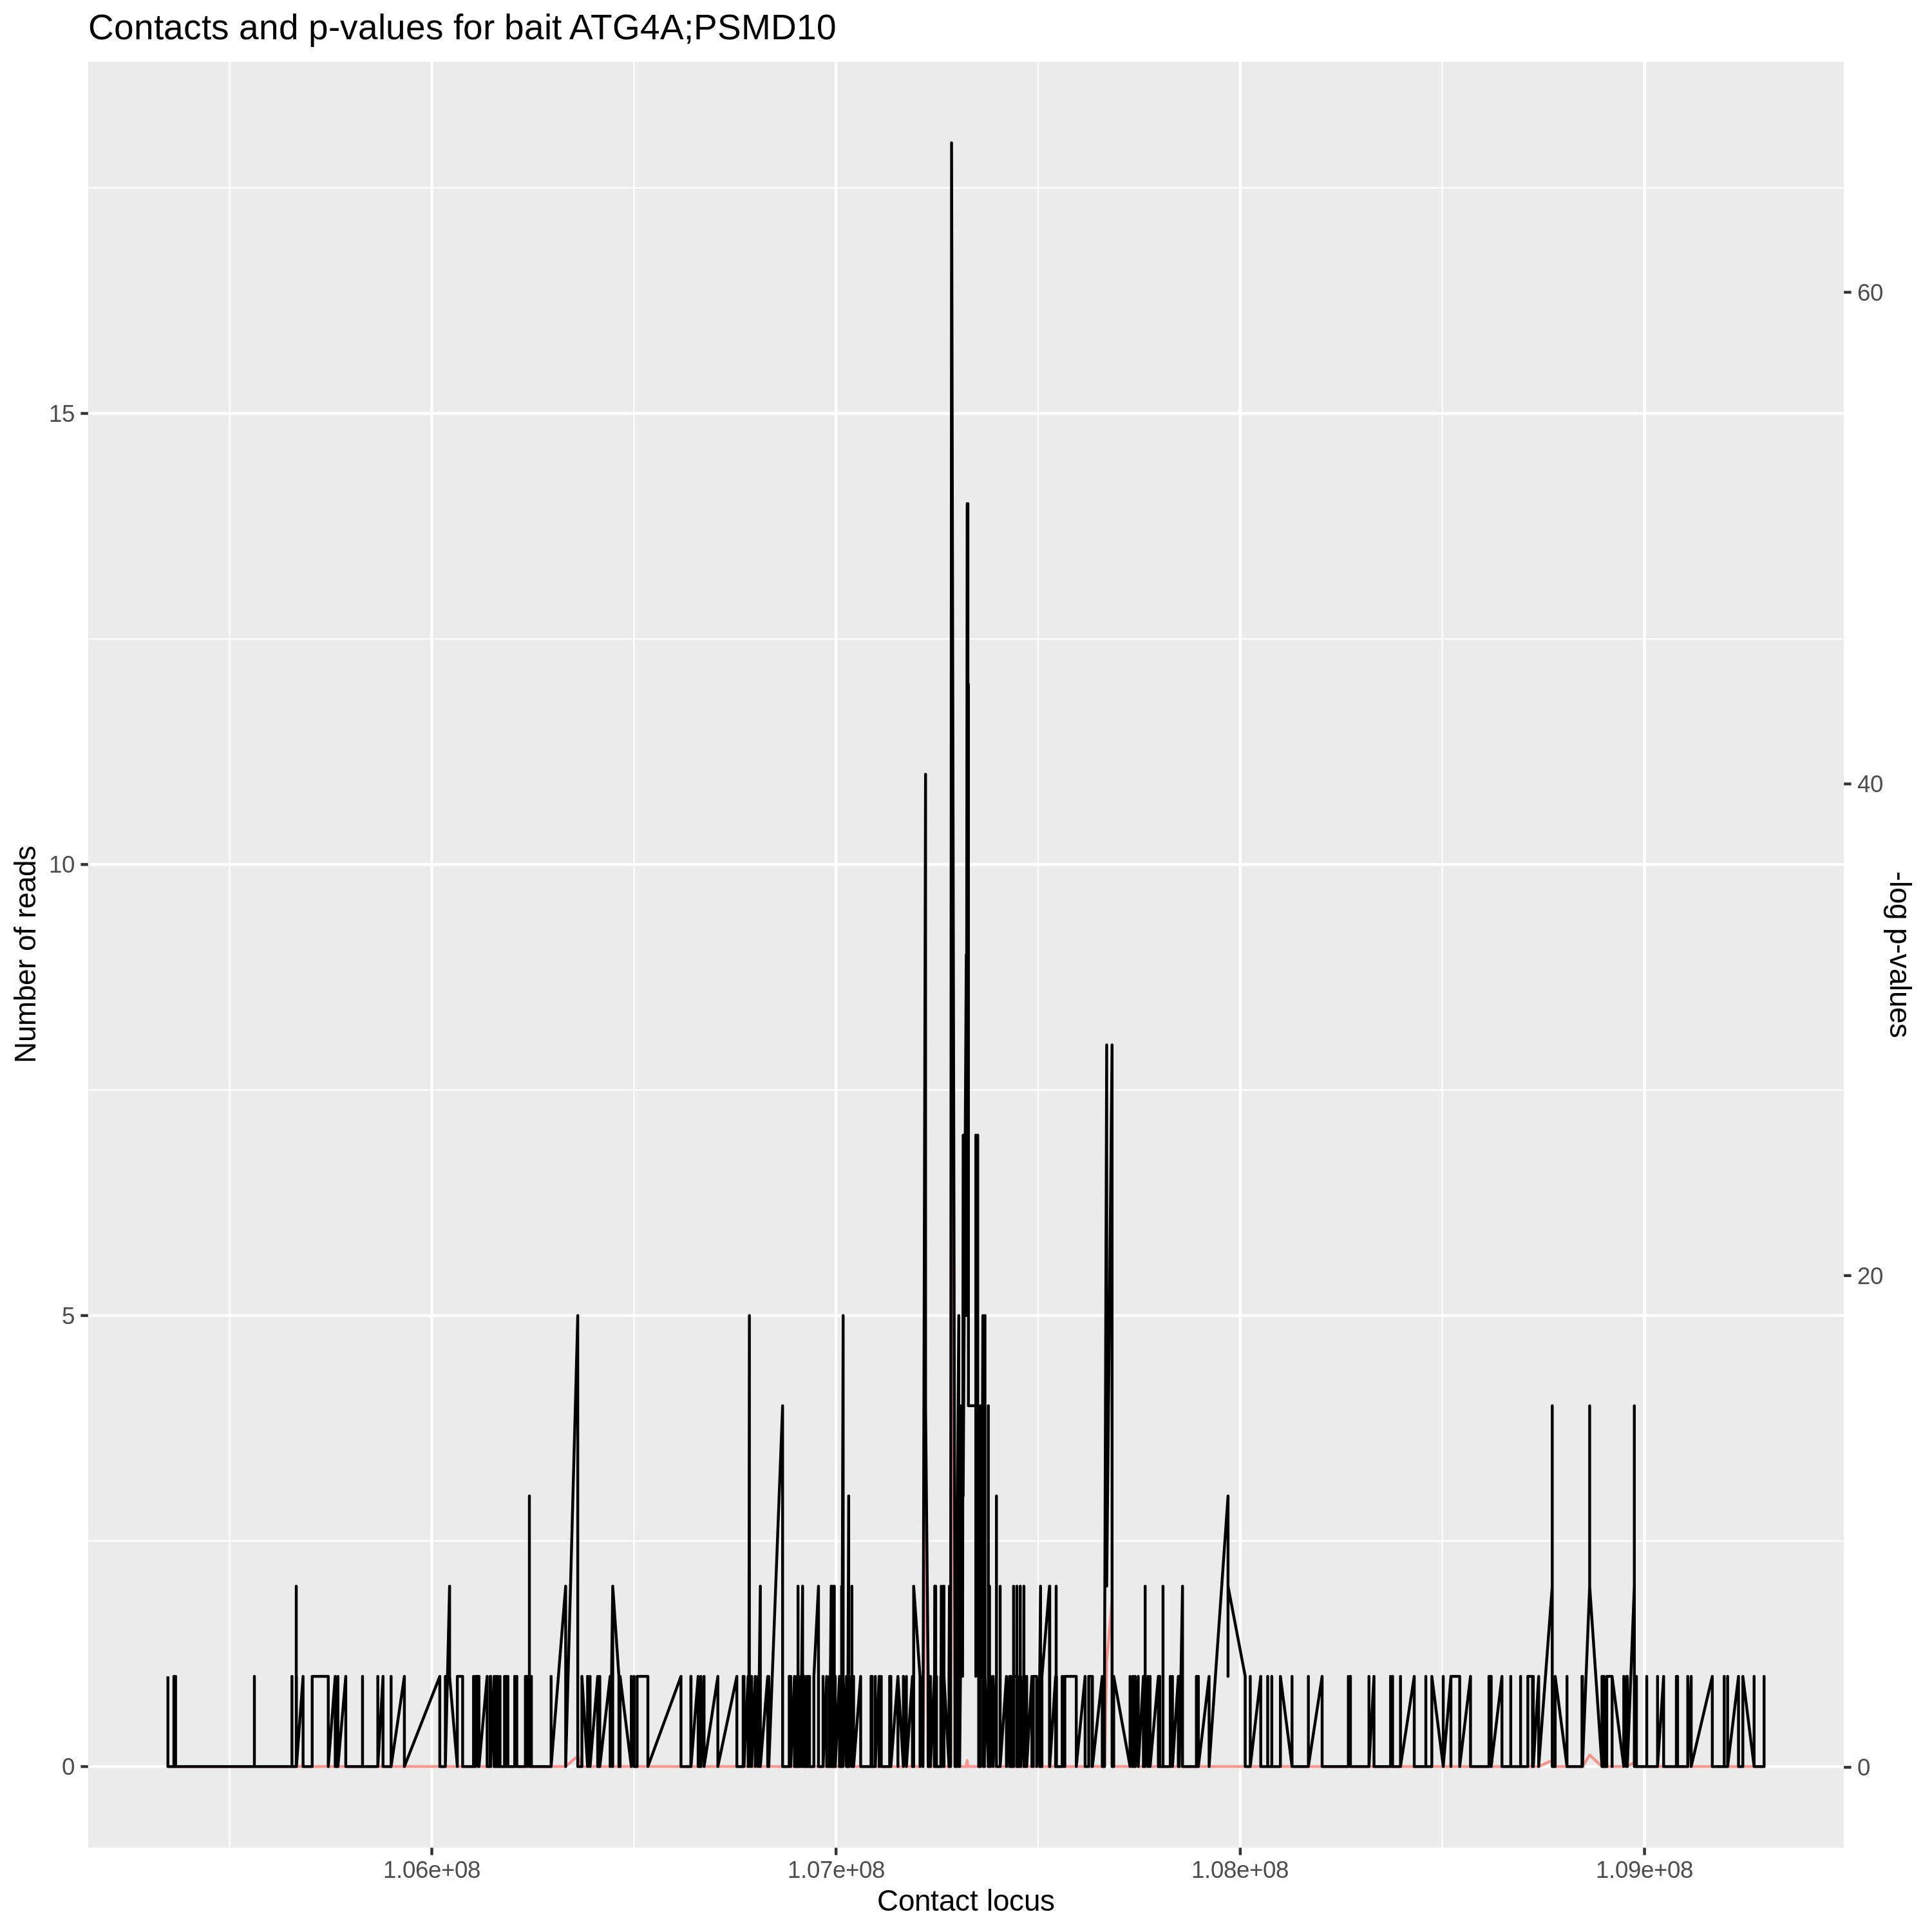 Contacts and p-values for bait ATG4A;PSMD10
Number of reads
15
10
5
0
60
40
20
0
-log p-values
1.06e+08
1.07e+08
1.08e+08
1.09e+08
Contact locus